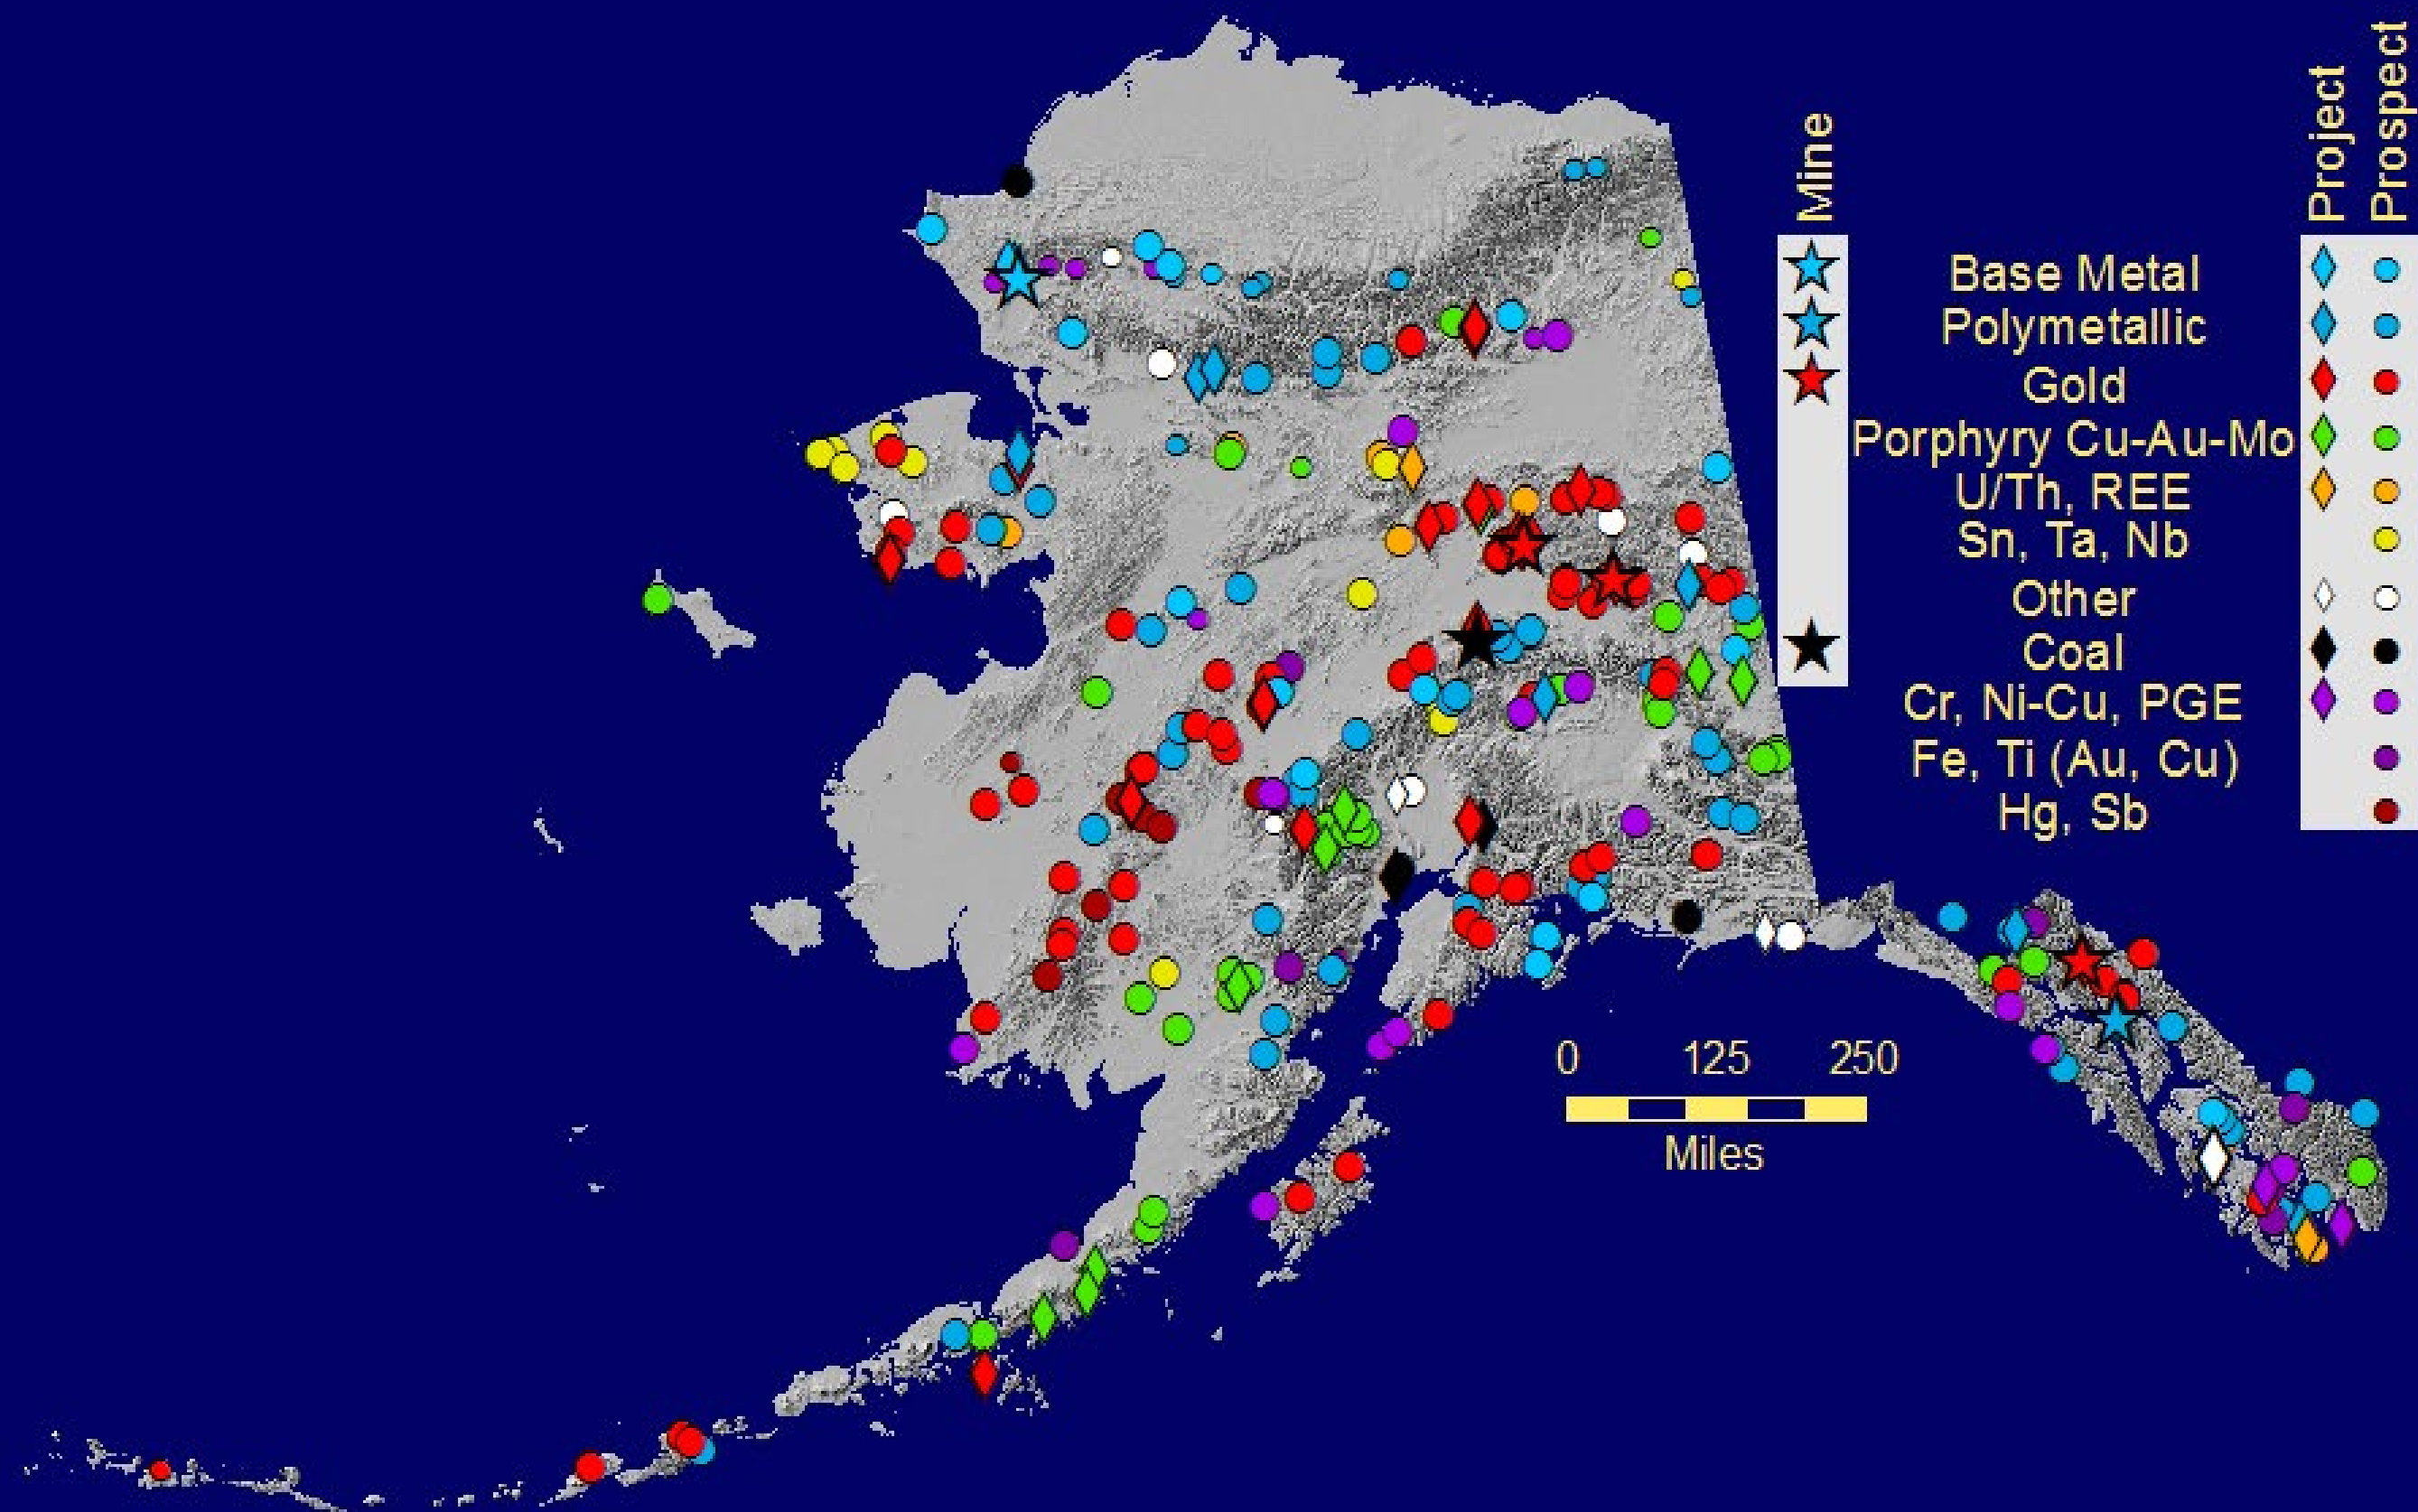 Mine
Project
Prospect
Base Metal
Polymetallic
Gold
Porphyry Cu-Au-Mo
U/Th, REE
Sn, Ta, Nb
Other
Coal
Cr, Ni-Cu, PGE
Fe, Ti (Au, Cu)
Hg, Sb
0 125 250
Miles